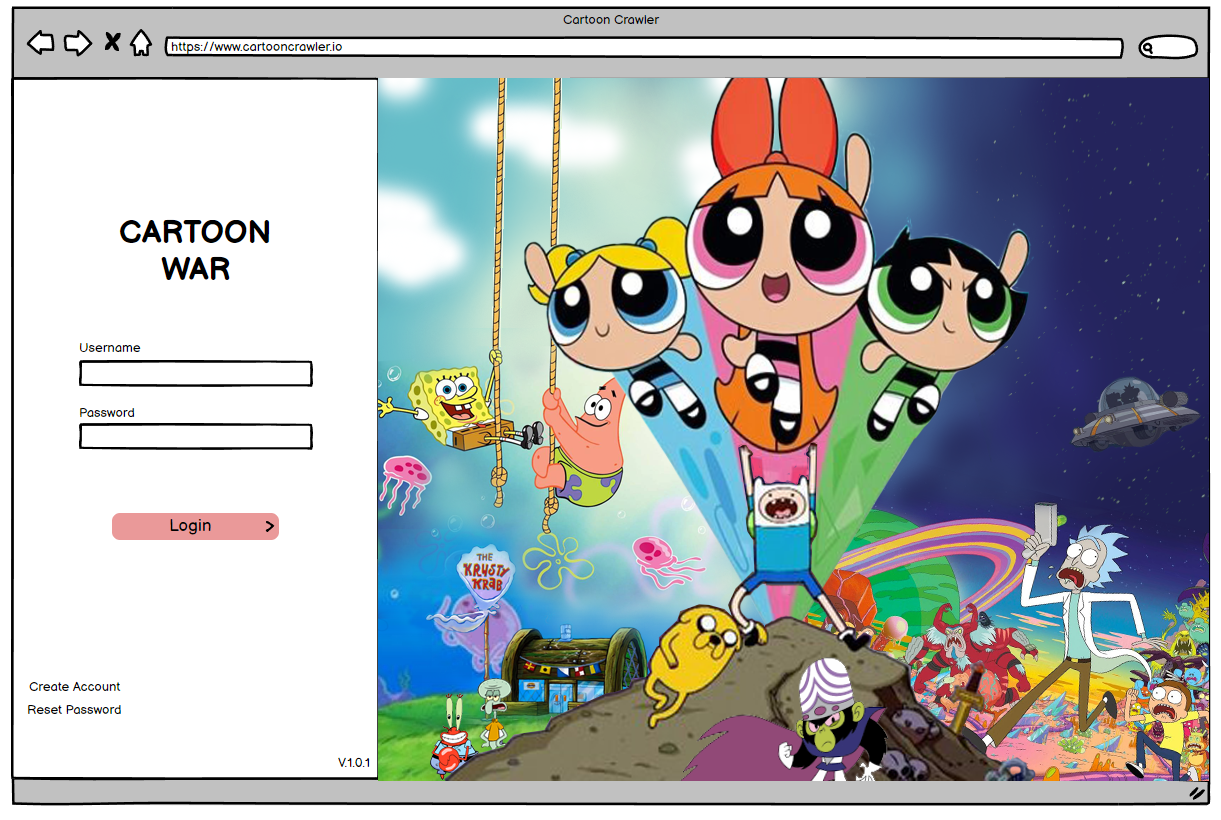 Cartoon Crawler
https://www.cartooncrawler.io
CARTOON
WAR
Username
Password
Login
Create Account
Reset Password
V.1.0.1
THE
KRUSTY
KRAB